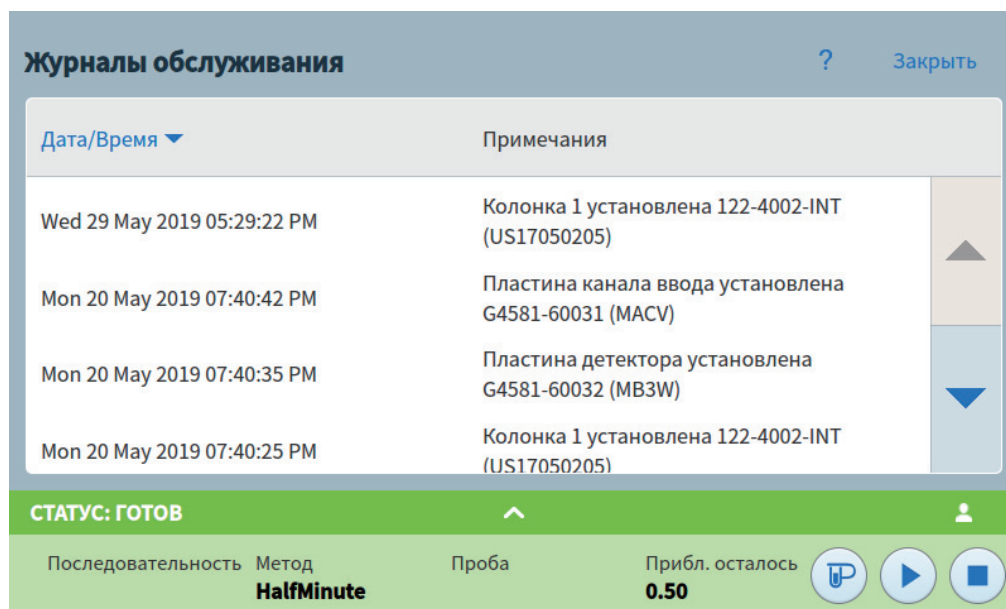 Журналы обслуживания ? Закрыть
Дата/Время Примечания
Wed 29 May 2019 05:29:22 PM Колонка 1 установлена 122-4002-INT
(US17050205)
Mon 20 May 2019 07:40:42 PM Пластина канала ввода установлена
G4581-60031 (MACV)
Mon 20 May 2019 07:40:35 PM Пластина детектора установлена
G4581-60032 (MB3W)
Mon 20 May 2019 07:40:25 PM Колонка 1 установлена 122-4002-INT
(US17050205)
СТАТУС: ГОТОВ
Последовательность Метод Проба Прибл. осталось
HalfMinute 0.50